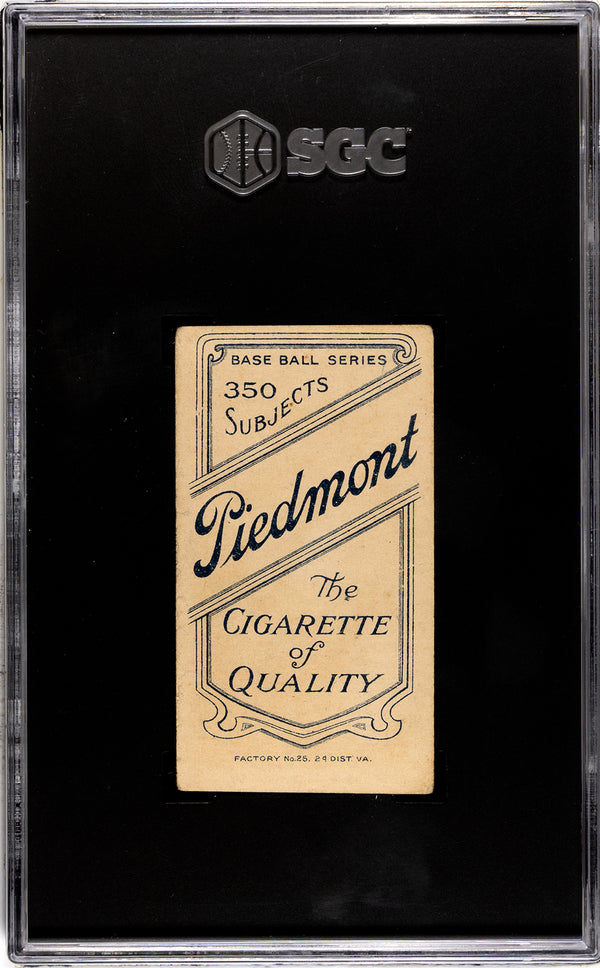 SGC
BASE BALL SERIES
350
SUBJECTS
Piedmont
The
CIGARETTE
of
QUALITY
FACTORY No.25, 2d DIST. VA.